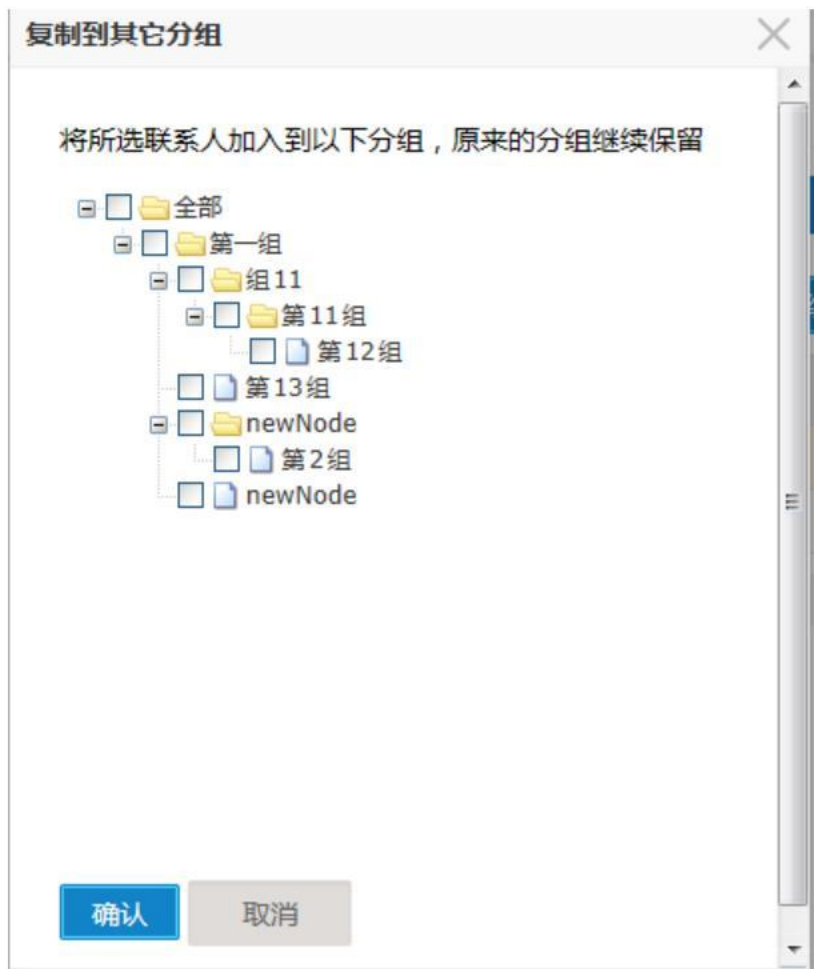 复制到其它分组
将所选联系人加入到以下分组，原来的分组继续保留
全部
第一组
组11
第11组
第12组
第13组
newNode
第2组
newNode
确认 取消